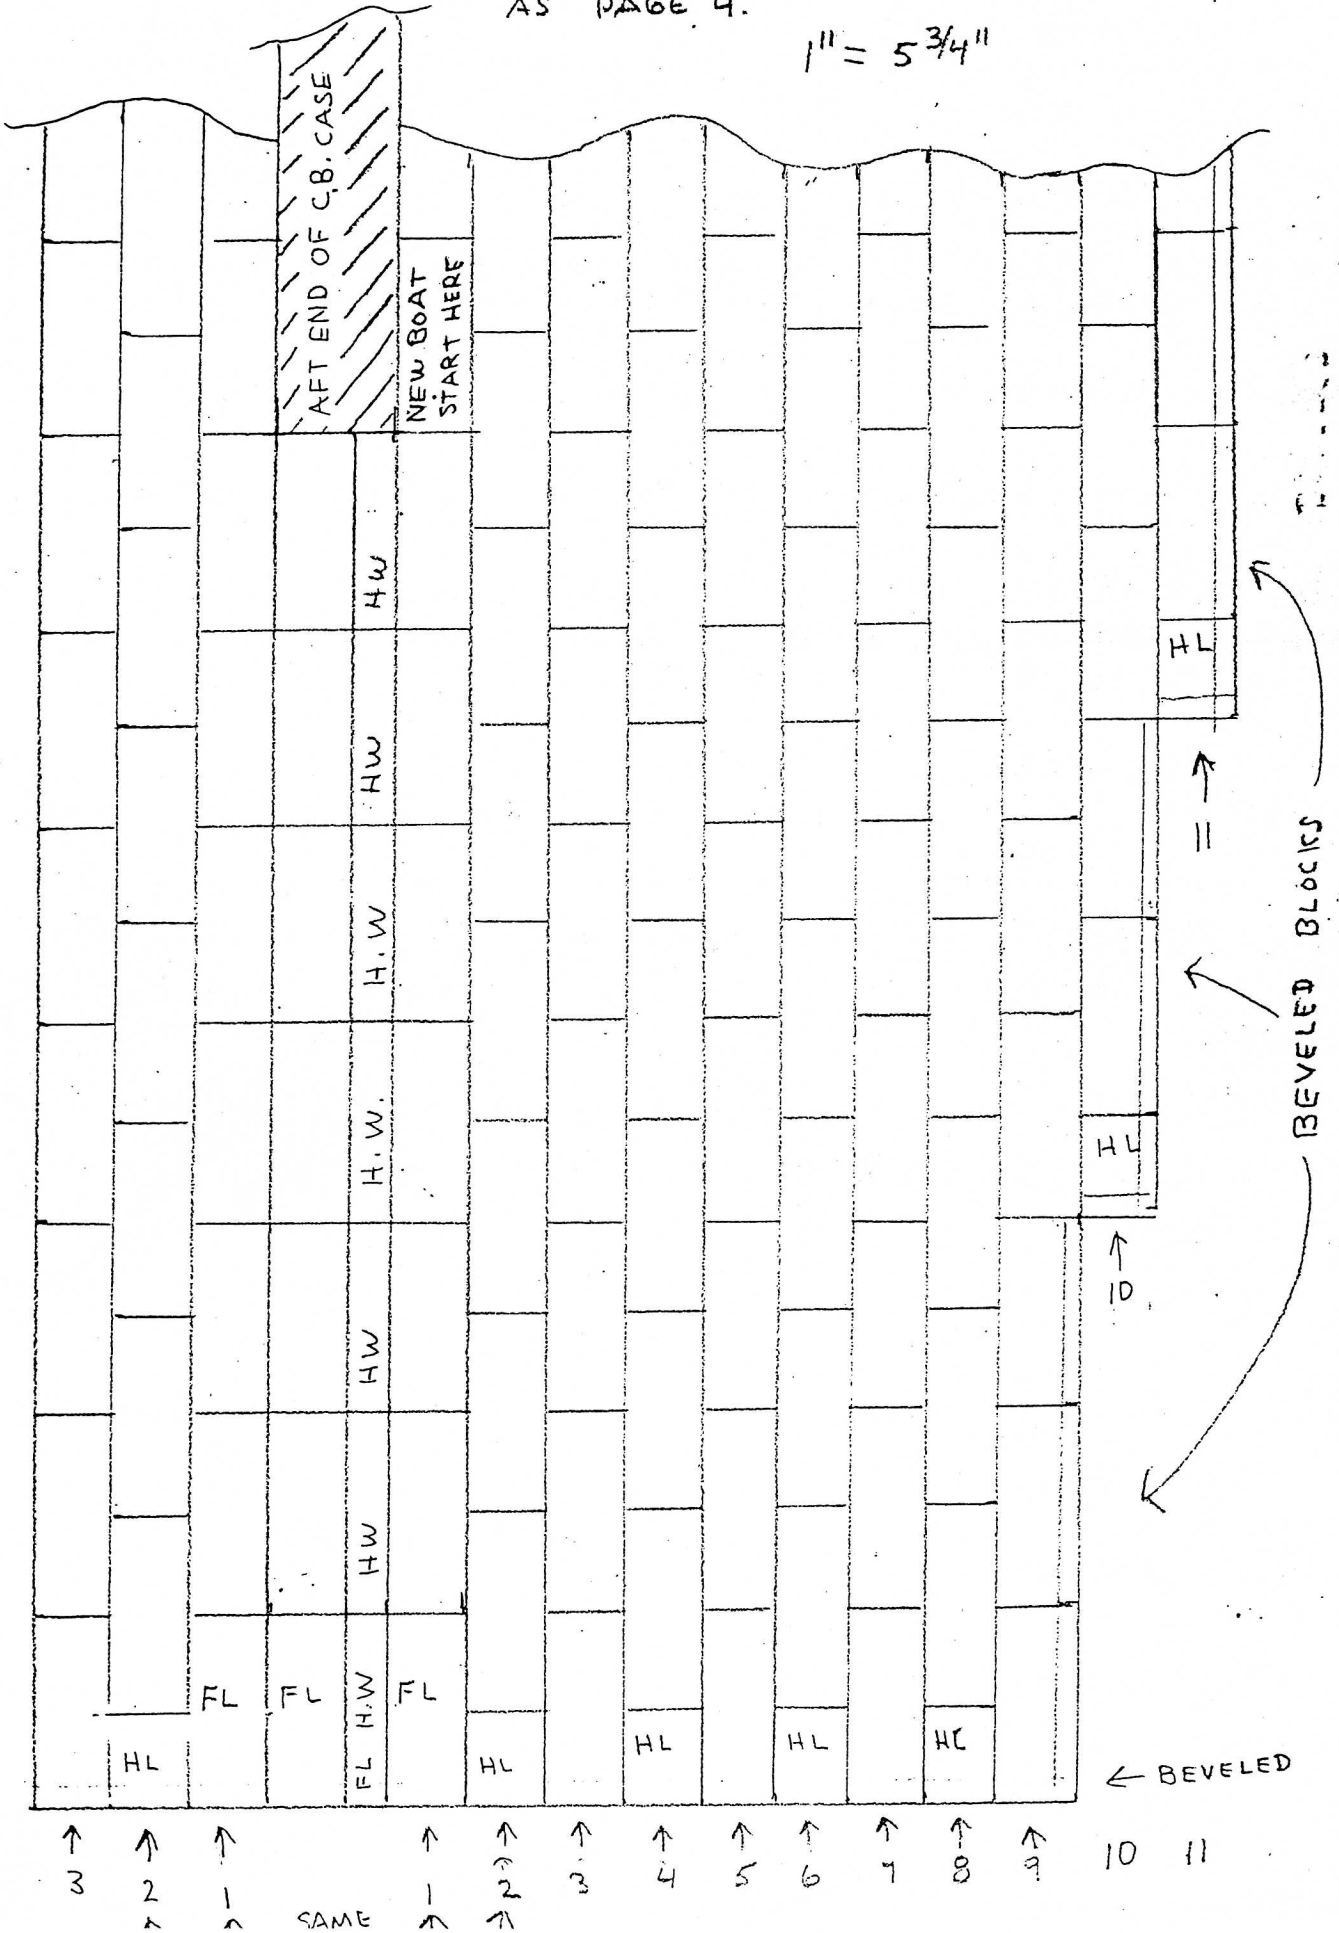 AS PAGE 4.
1" = 5 3/4"
AFT END OF C.B. CASE
NEW BOAT
START HERE
HW
HL
HW
H.W
BEVELED BLOCKS
H.W.
HL
10
HW
HW
FL FL FL H.W FL
HL HL HL HL HL
← BEVELED
11
3 2 1 1 2 3 4 5 6 7 8 9 10 11
SAME